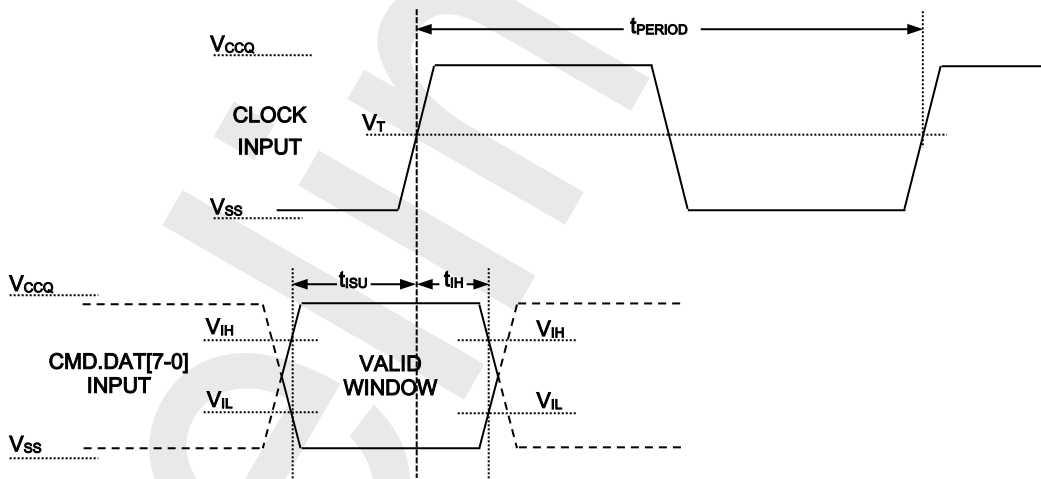 tPERIOD
VCCQ
CLOCK
INPUT
VT
VSS
tISU
tIH
VCCQ
VIH
VIH
CMD.DAT[7-0]
INPUT
VALID
WINDOW
VIL
VIL
VSS